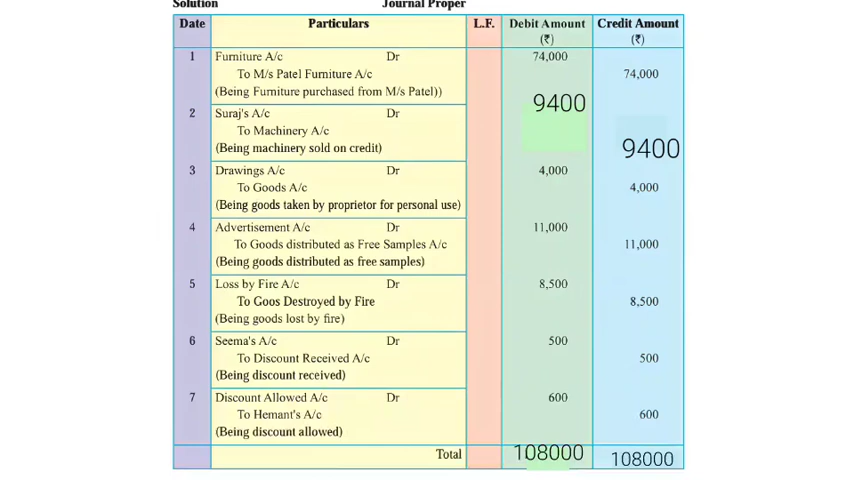 Solution Journal Proper
Date Particulars L.F. Debit Amount (₹) Credit Amount (₹)
1 Furniture A/c Dr 74,000
To M/s Patel Furniture A/c 74,000
(Being Furniture purchased from M/s Patel))
9400
2 Suraj's A/c Dr
To Machinery A/c
(Being machinery sold on credit) 9400
3 Drawings A/c Dr 4,000
To Goods A/c 4,000
(Being goods taken by proprietor for personal use)
4 Advertisement A/c Dr 11,000
To Goods distributed as Free Samples A/c 11,000
(Being goods distributed as free samples)
5 Loss by Fire A/c Dr 8,500
To Goos Destroyed by Fire 8,500
(Being goods lost by fire)
6 Seema's A/c Dr 500
To Discount Received A/c 500
(Being discount received)
7 Discount Allowed A/c Dr 600
To Hemant's A/c 600
(Being discount allowed)
Total 108000 108000